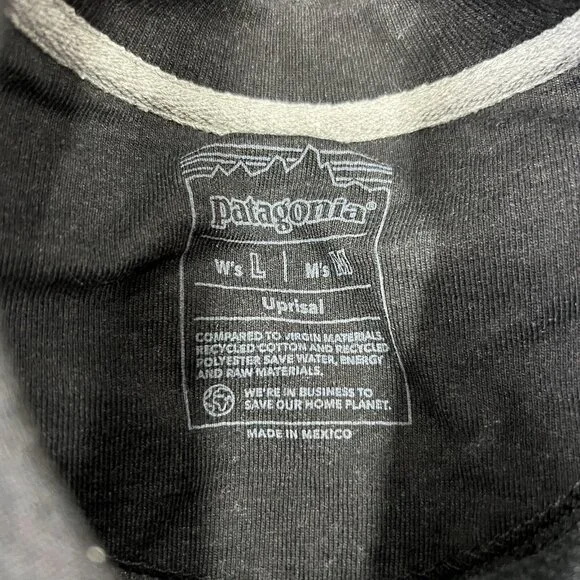 patagonia®
W's L | M's M
Uprisal
COMPARED TO VIRGIN MATERIALS,
RECYCLED COTTON AND RECYCLED
POLYESTER SAVE WATER, ENERGY
AND RAW MATERIALS.
WE'RE IN BUSINESS TO
SAVE OUR HOME PLANET.
MADE IN MEXICO